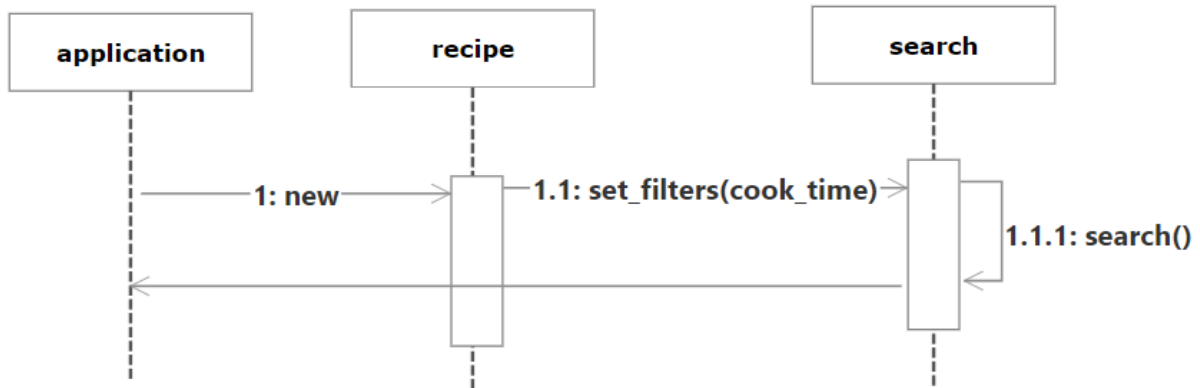 application
recipe
search
1: new
1.1: set_filters(cook_time)
1.1.1: search()